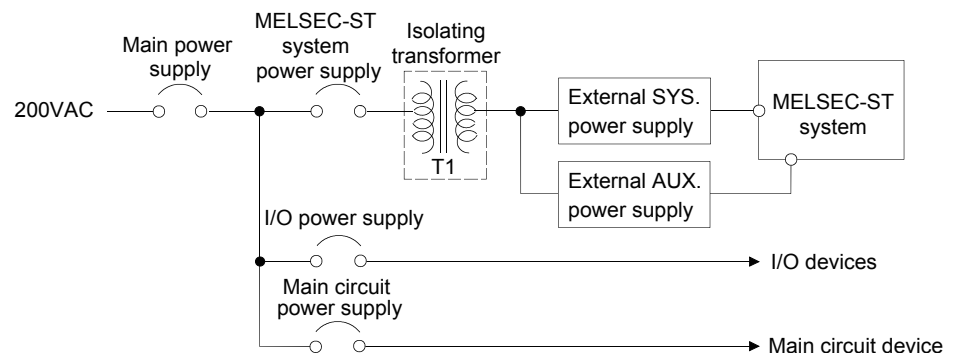 MELSEC-ST
system
power supply
Isolating
transformer
Main power
supply
200VAC
T1
External SYS.
power supply
MELSEC-ST
system
External AUX.
power supply
I/O power supply
I/O devices
Main circuit
power supply
Main circuit device